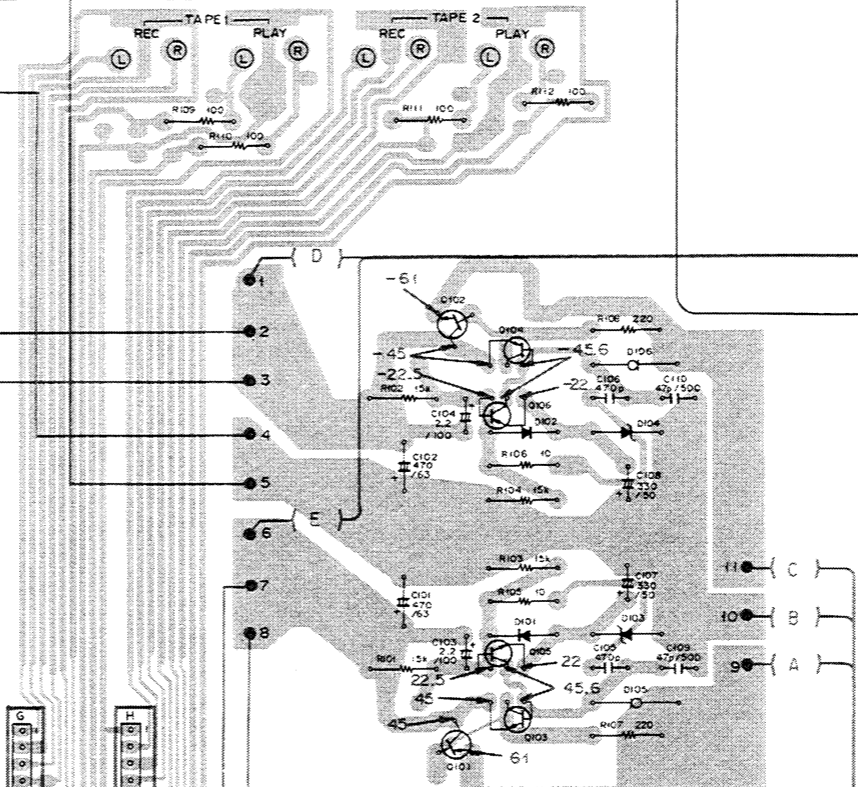 TAPE 1
TAPE 2
REC
PLAY
REC
PLAY
L
R
L
R
L
R
L
R
R109 100
R110 100
R111 100
R112 100
D
1
-61
Q102
2
Q104
R108 220
-45
-45.6
D106
3
-22.5
-22
C106
470p
C110
47p/500
R102 15k
Q106
C104
2.2
/100
D102
D104
4
C102
470
/63
R106 10
5
R104 15k
C108
330
/50
E
6
11
C
R103 15k
7
C101
470
/63
R105 10
C107
330
/50
10
B
8
D101
D103
C103
2.2
/100
Q105
22
C105
470p
C109
47p/500
9
A
R101 15k
22.5
45.6
45
D105
45
Q103
R107 220
61
G
H